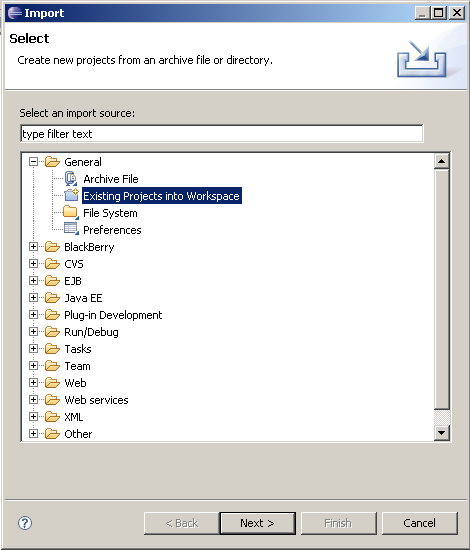 Import
Select
Create new projects from an archive file or directory.
Select an import source:
type filter text
General
Archive File
Existing Projects into Workspace
File System
Preferences
BlackBerry
CVS
EJB
Java EE
Plug-in Development
Run/Debug
Tasks
Team
Web
Web services
XML
Other
? < Back Next > Finish Cancel